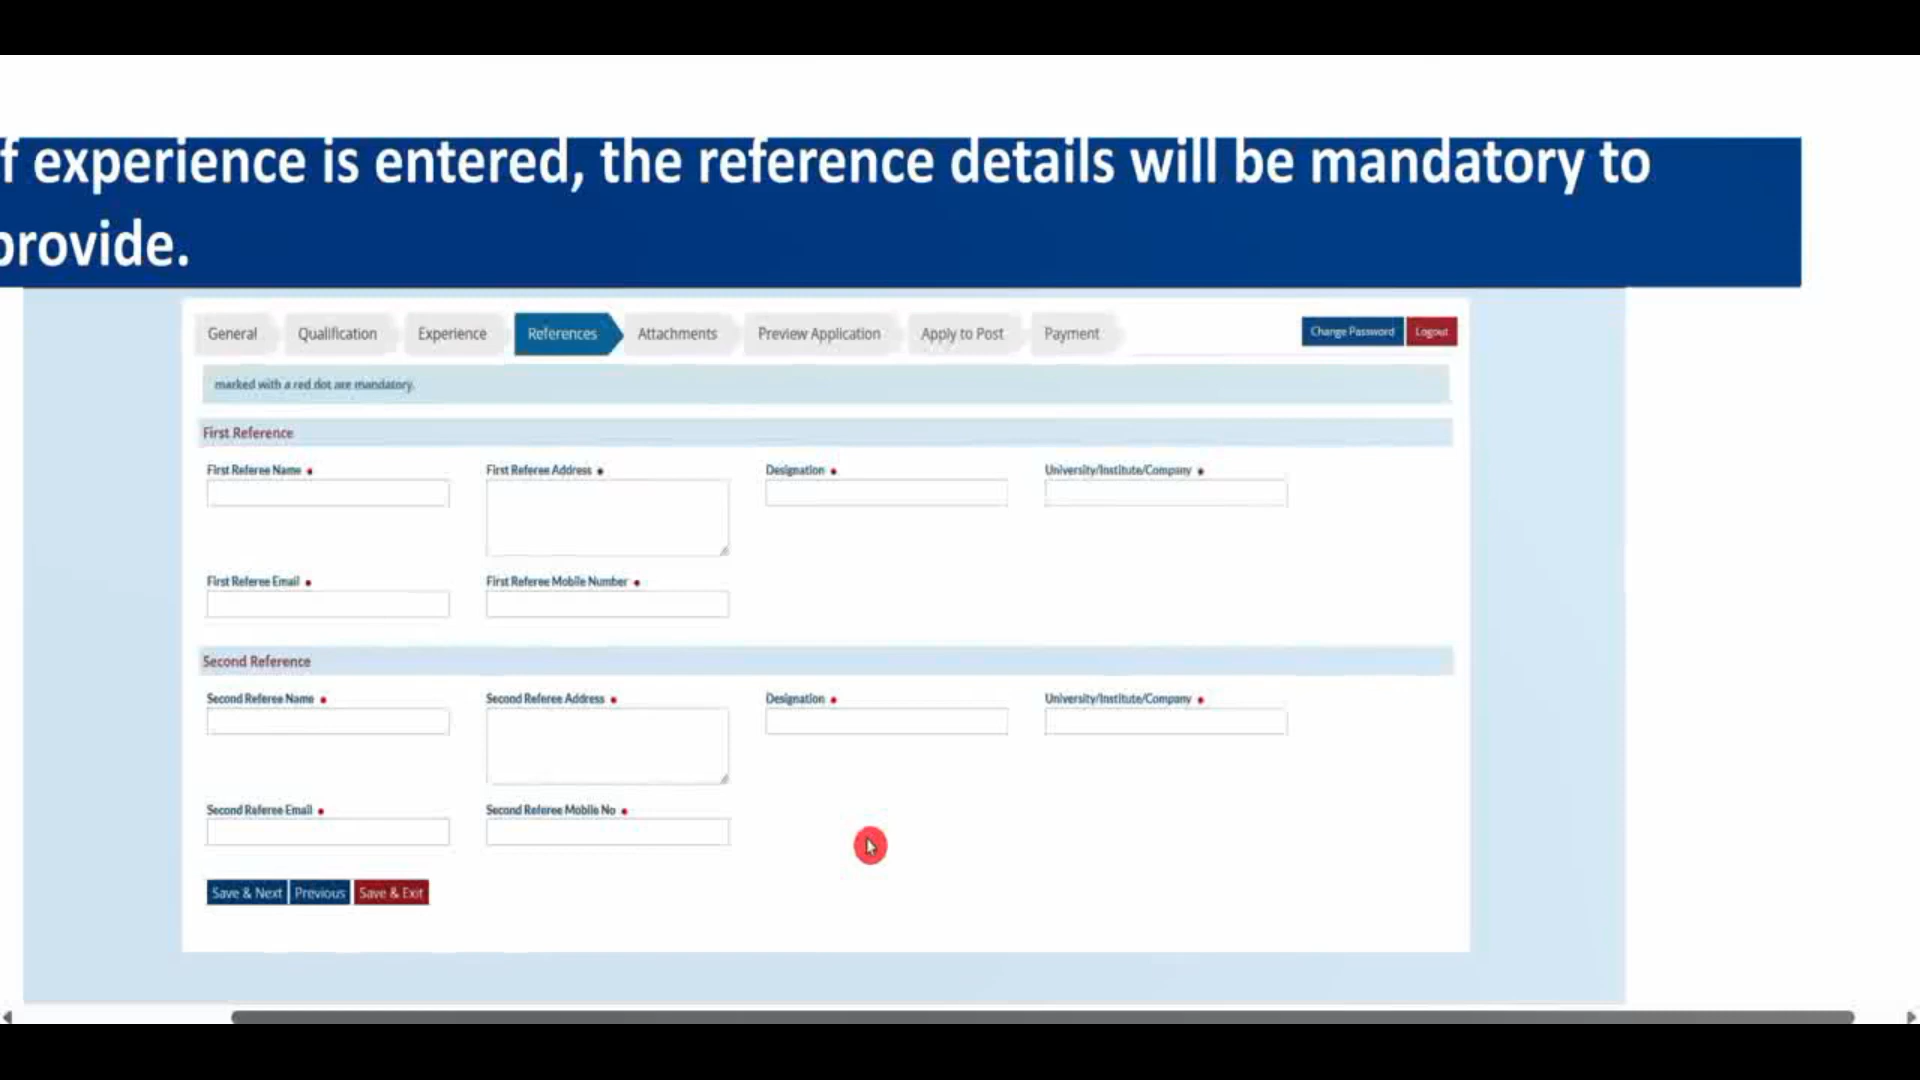 f experience is entered, the reference details will be mandatory to
provide.
General Qualification Experience References Attachments Preview Application Apply to Post Payment Change Password Logout
marked with a red dot are mandatory.
First Reference
First Referee Name First Referee Address Designation University/Institute/Company
First Referee Email First Referee Mobile Number
Second Reference
Second Referee Name Second Referee Address Designation University/Institute/Company
Second Referee Email Second Referee Mobile No
Save & Next Previous Save & Exit